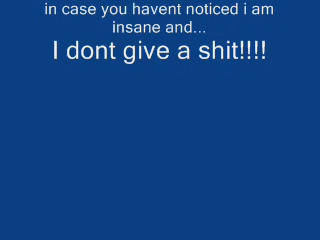 in case you havent noticed i am
insane and...
I dont give a shit!!!!